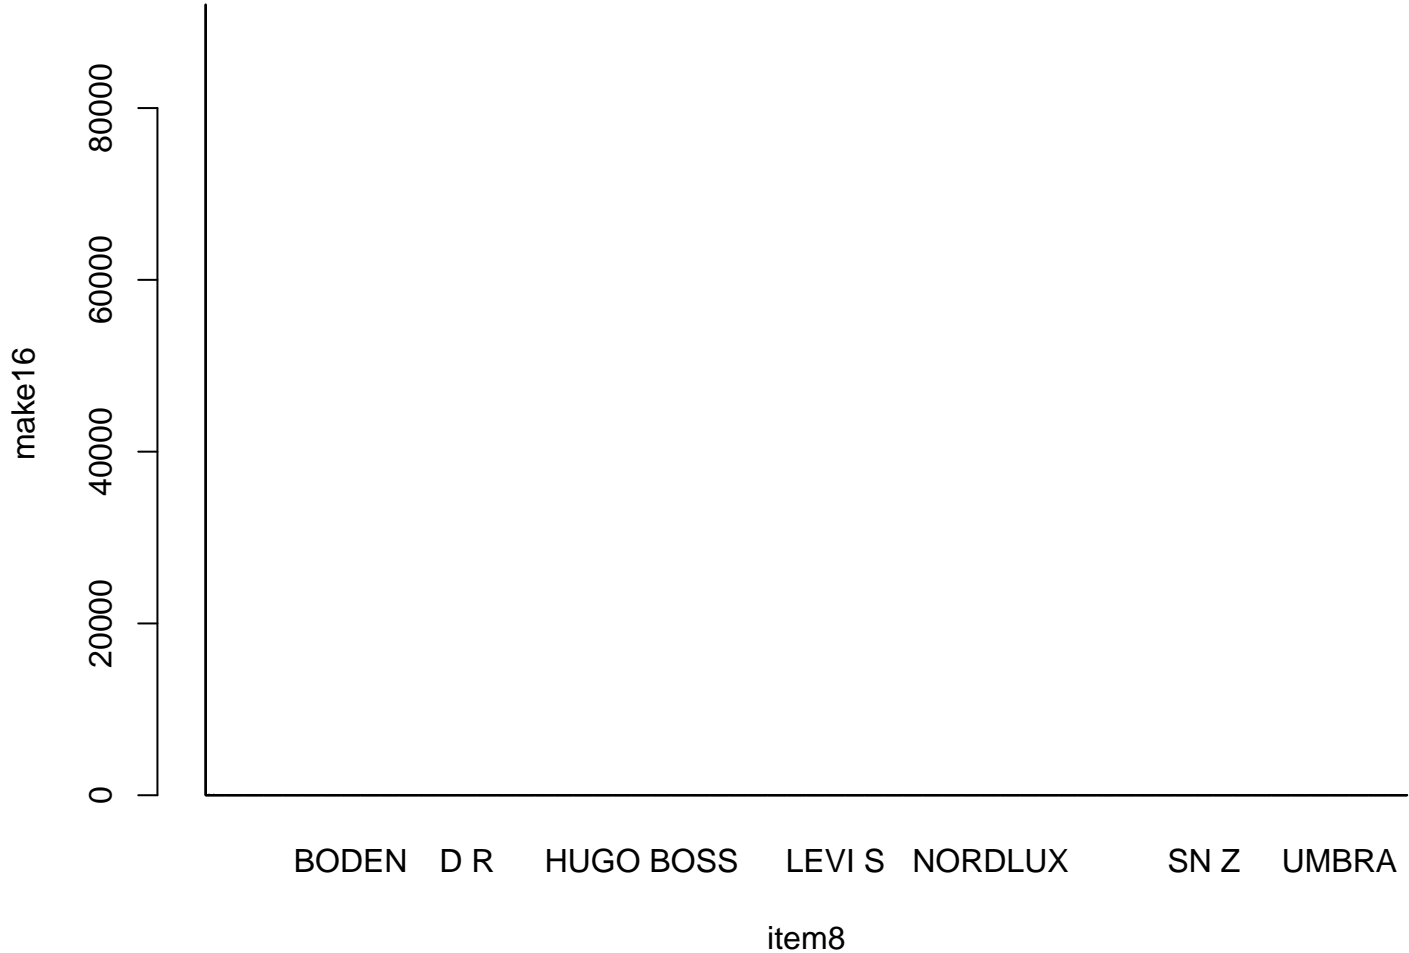 80000
60000
40000
20000
0
make16
BODEN D R HUGO BOSS LEVI S NORDLUX SN Z UMBRA
item8